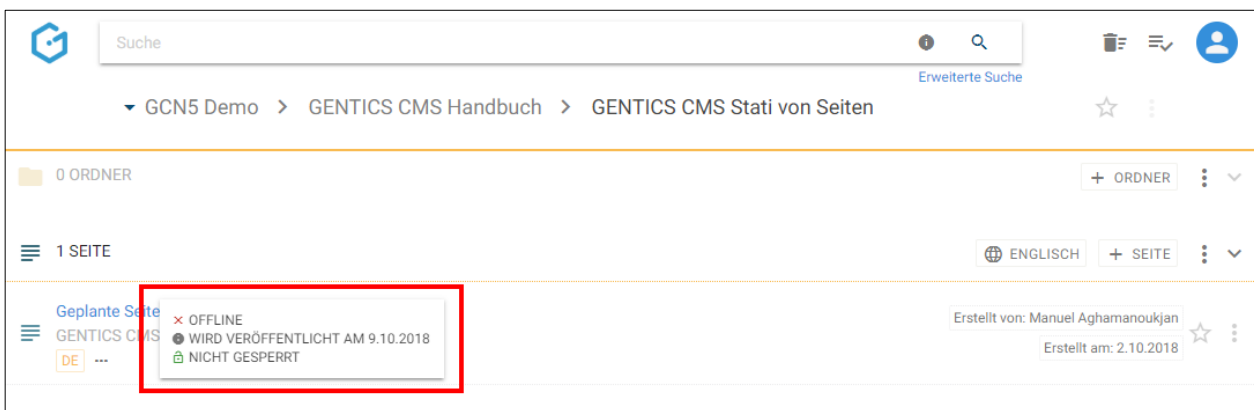 Suche
Erweiterte Suche
GCN5 Demo > GENTICS CMS Handbuch > GENTICS CMS Stati von Seiten
0 ORDNER
+ ORDNER
1 SEITE
ENGLISCH
+ SEITE
Geplante Seite
GENTICS CMS
DE ···
OFFLINE
WIRD VERÖFFENTLICHT AM 9.10.2018
NICHT GESPERRT
Erstellt von: Manuel Aghamanoukjan
Erstellt am: 2.10.2018